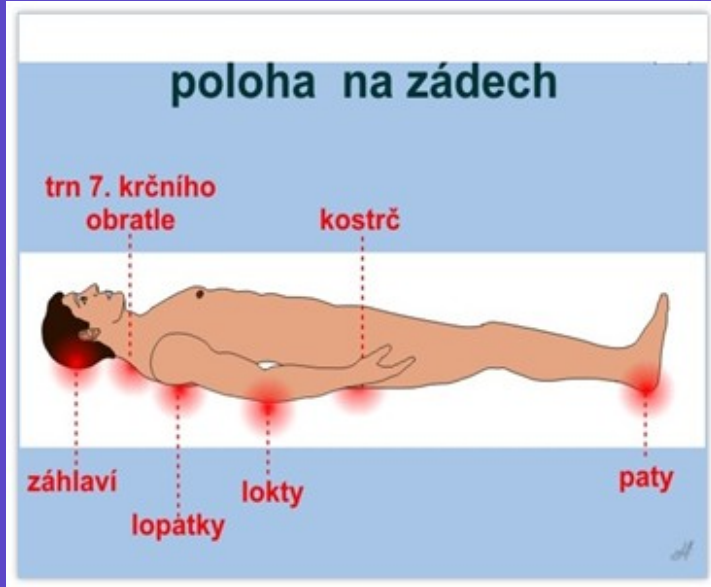 poloha na zádech
trn 7. krčního
obratle
kostrč
záhlaví
lopatky
lokty
paty